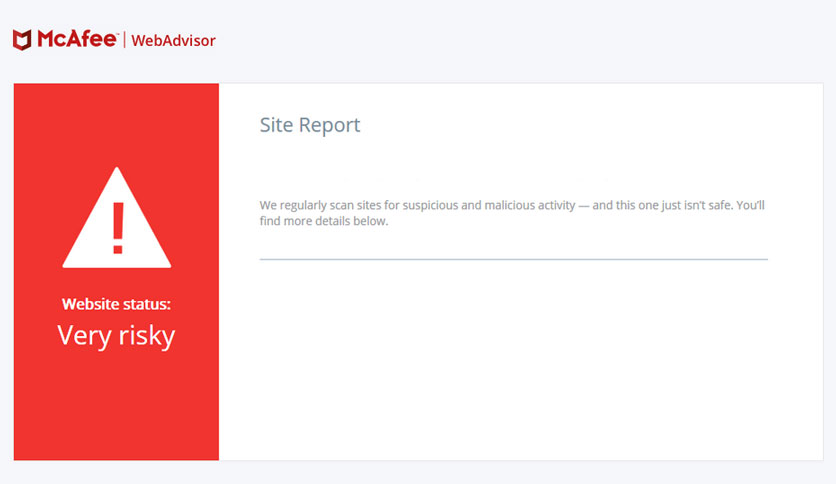 McAfee™ | WebAdvisor
Site Report
We regularly scan sites for suspicious and malicious activity — and this one just isn't safe. You'll
find more details below.
!
Website status:
Very risky